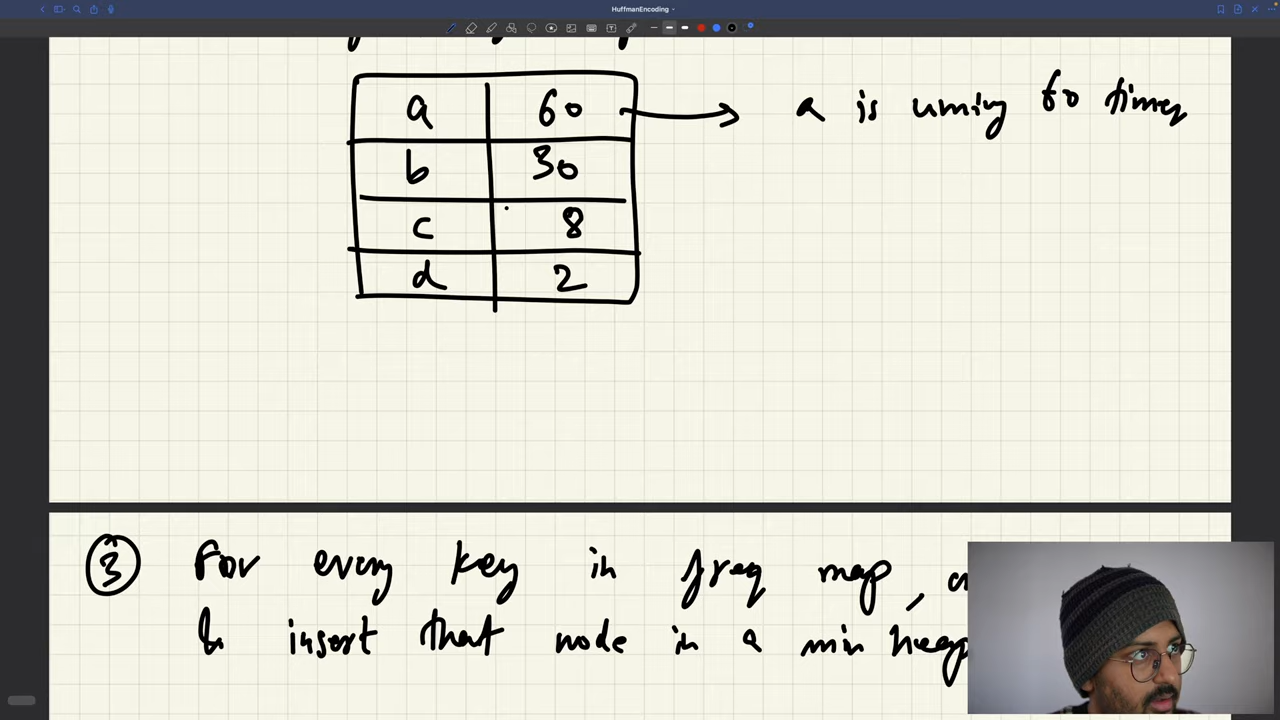 HuffmanEncoding
a 60 → a is coming 60 times
b 30
c 8
d 2
3 For every key in freq map,
& insert that node in a min heap